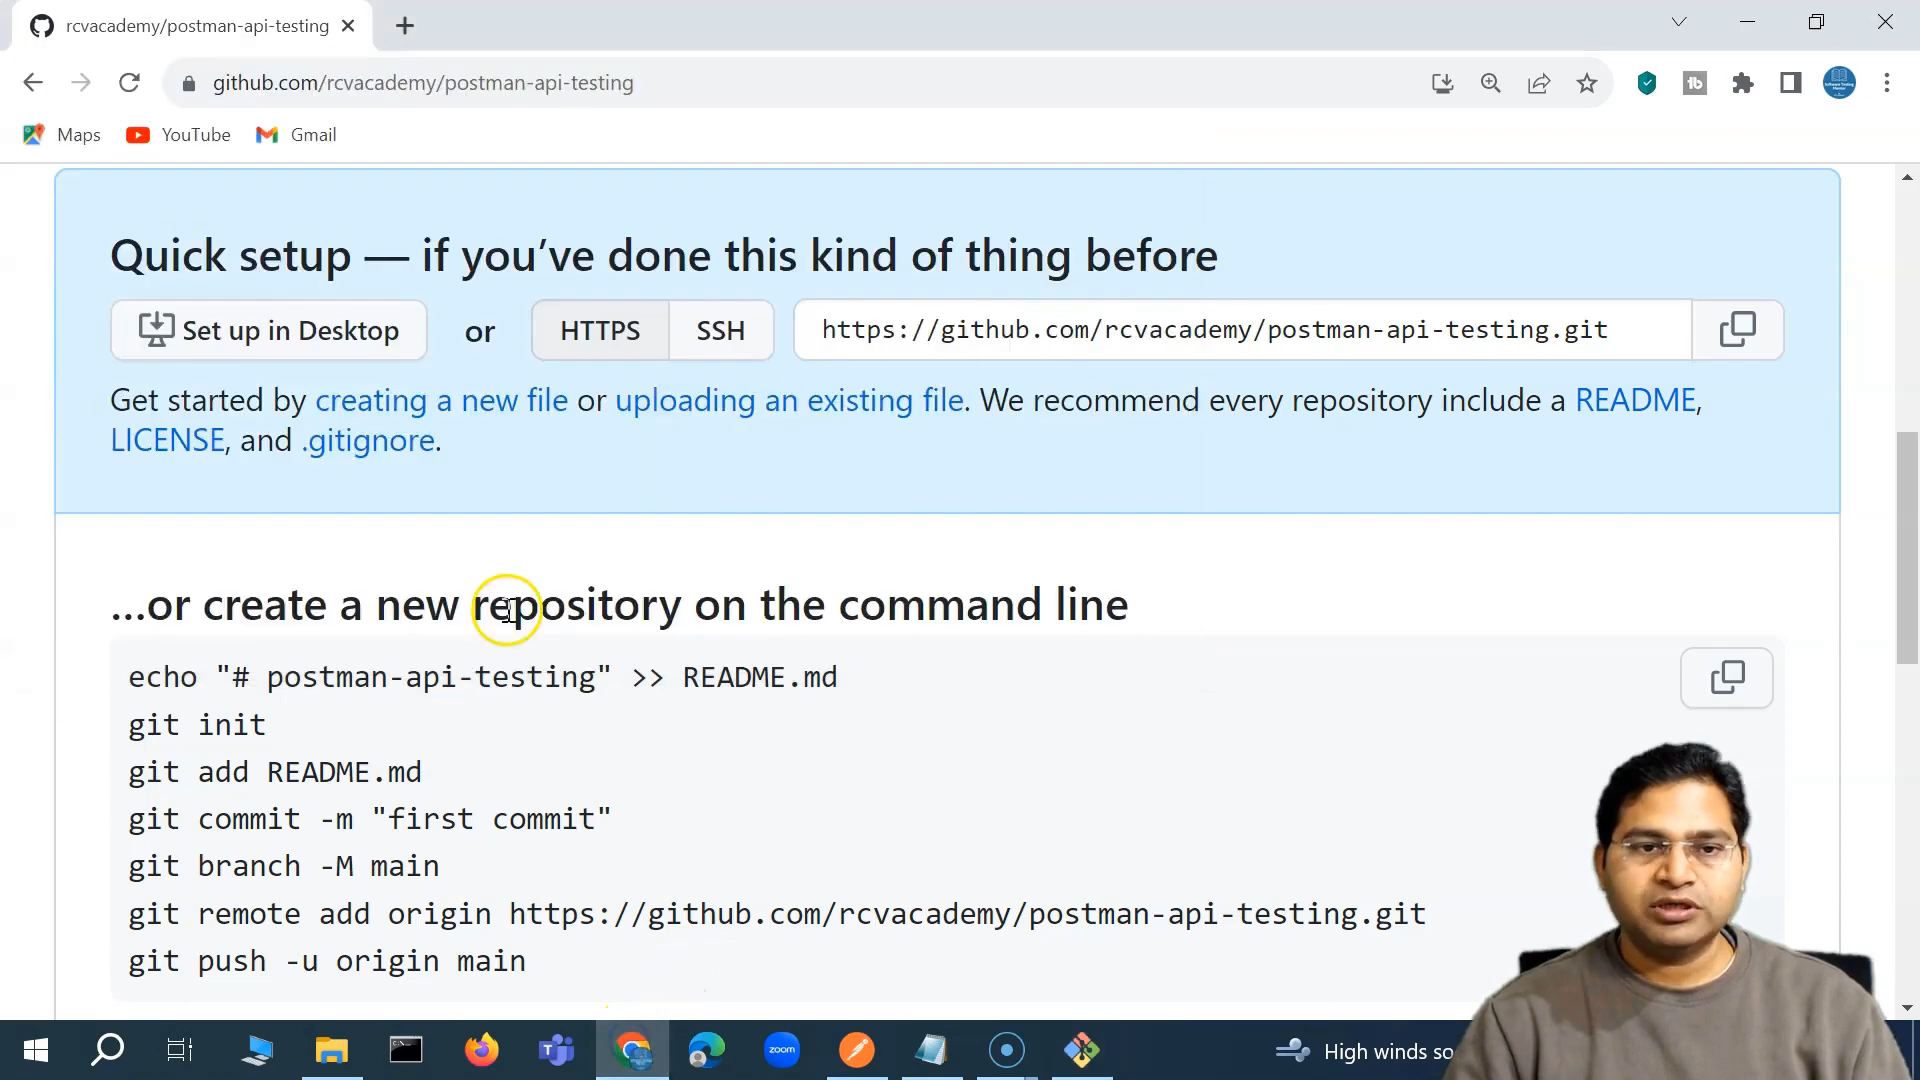 rcvacademy/postman-api-testing
github.com/rcvacademy/postman-api-testing
Maps
YouTube
Gmail
Quick setup — if you’ve done this kind of thing before
Set up in Desktop or HTTPS SSH https://github.com/rcvacademy/postman-api-testing.git
Get started by creating a new file or uploading an existing file. We recommend every repository include a README,
LICENSE, and .gitignore.
…or create a new repository on the command line
echo "# postman-api-testing" >> README.md
git init
git add README.md
git commit -m "first commit"
git branch -M main
git remote add origin https://github.com/rcvacademy/postman-api-testing.git
git push -u origin main
zoom
High winds so